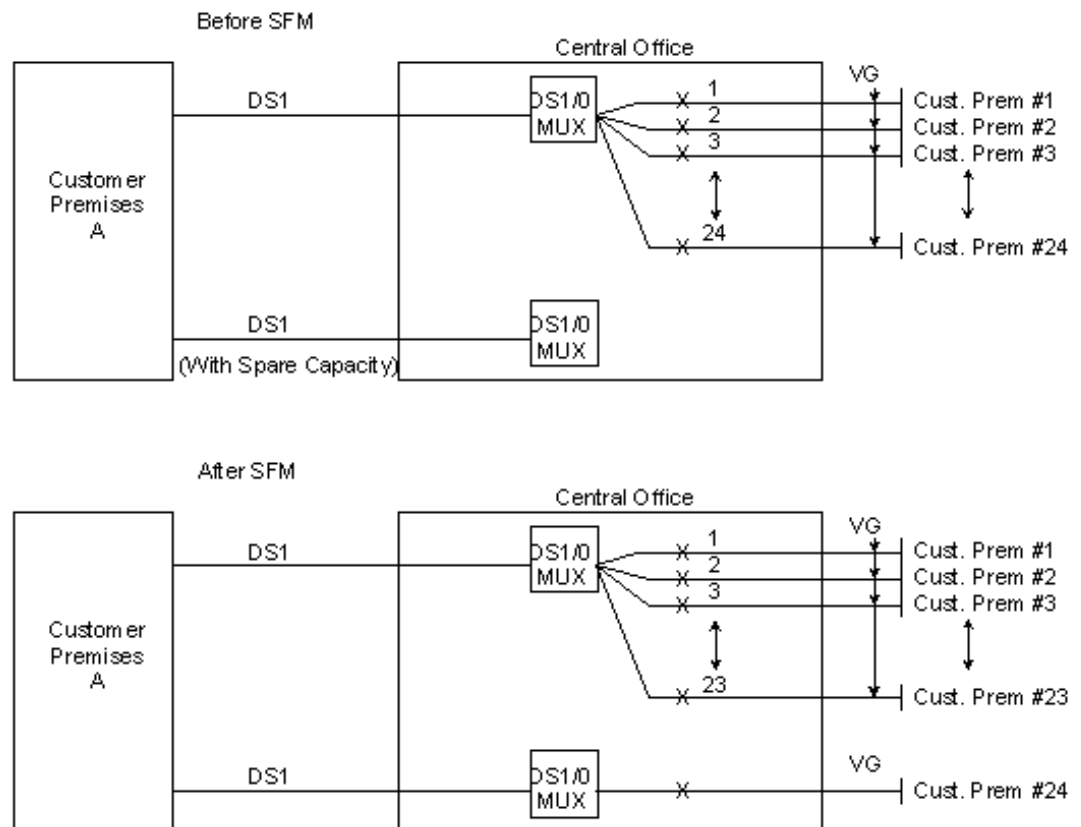 Before SFM
Central Office
VG
DS1
DS1/0
MUX
1
2
3
24
X
X
X
X
Cust. Prem #1
Cust. Prem #2
Cust. Prem #3
Cust. Prem #24
Customer
Premises
A
DS1
(With Spare Capacity)
DS1/0
MUX
After SFM
Central Office
VG
DS1
DS1/0
MUX
1
2
3
23
X
X
X
X
Cust. Prem #1
Cust. Prem #2
Cust. Prem #3
Cust. Prem #23
Customer
Premises
A
DS1
DS1/0
MUX
X
VG
Cust. Prem #24